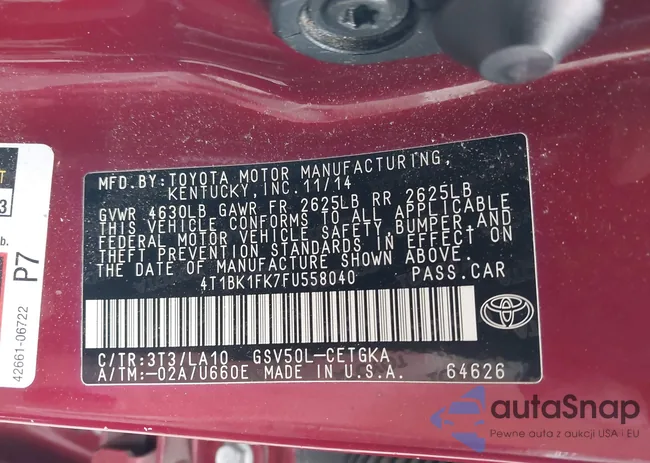 MFD.BY:TOYOTA MOTOR MANUFACTURING,
KENTUCKY,INC.11/14
GVWR 4630LB GAWR FR 2625LB RR 2625LB
THIS VEHICLE CONFORMS TO ALL APPLICABLE
FEDERAL MOTOR VEHICLE SAFETY,BUMPER,AND
THEFT PREVENTION STANDARDS IN EFFECT ON
THE DATE OF MANUFACTURE SHOWN ABOVE.
4T1BK1FK7FU558040 PASS.CAR
C/TR:3T3/LA10 GSV50L-CETGKA
A/TM:-02A/U660E MADE IN U.S.A. 64626
3
b.
P7
42661-06722
autaSnap
Pewne auta z aukcji USA i EU